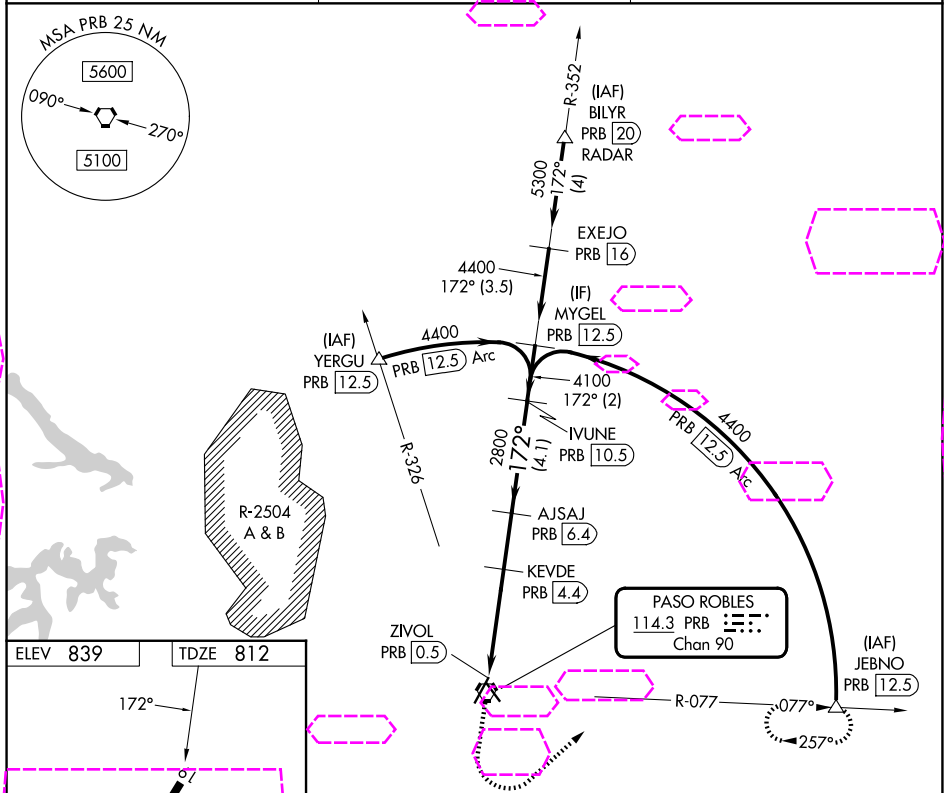 MSA PRB 25 NM
5600
090°
270°
5100
R-352
(IAF)
BILYR
PRB 20
RADAR
5300
172°
(4)
EXEJO
PRB 16
4400
172° (3.5)
(IF)
MYGEL
PRB 12.5
(IAF)
YERGU
PRB 12.5
4400
PRB 12.5 Arc
4100
172° (2)
IVUNE
PRB 10.5
4400
PRB 12.5 Arc
R-326
2800
172°
(4.1)
R-2504
A & B
AJSAJ
PRB 6.4
KEVDE
PRB 4.4
PASO ROBLES
114.3 PRB
Chan 90
ZIVOL
PRB 0.5
(IAF)
JEBNO
PRB 12.5
R-077
077°
257°
ELEV 839
TDZE 812
172°
19